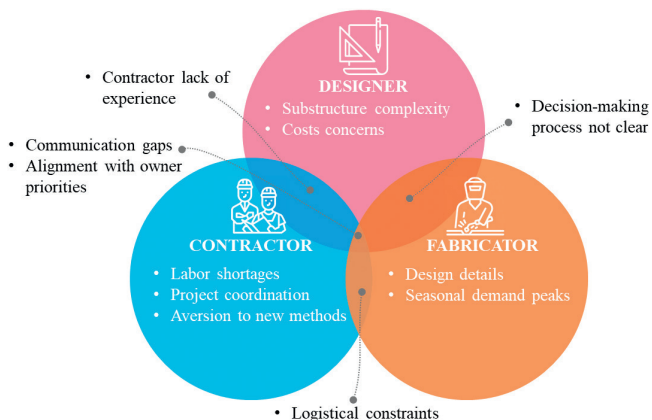 DESIGNER
• Substructure complexity
• Costs concerns
• Contractor lack of
experience
• Decision-making
process not clear
• Communication gaps
• Alignment with owner
priorities
CONTRACTOR
• Labor shortages
• Project coordination
• Aversion to new methods
FABRICATOR
• Design details
• Seasonal demand peaks
• Logistical constraints